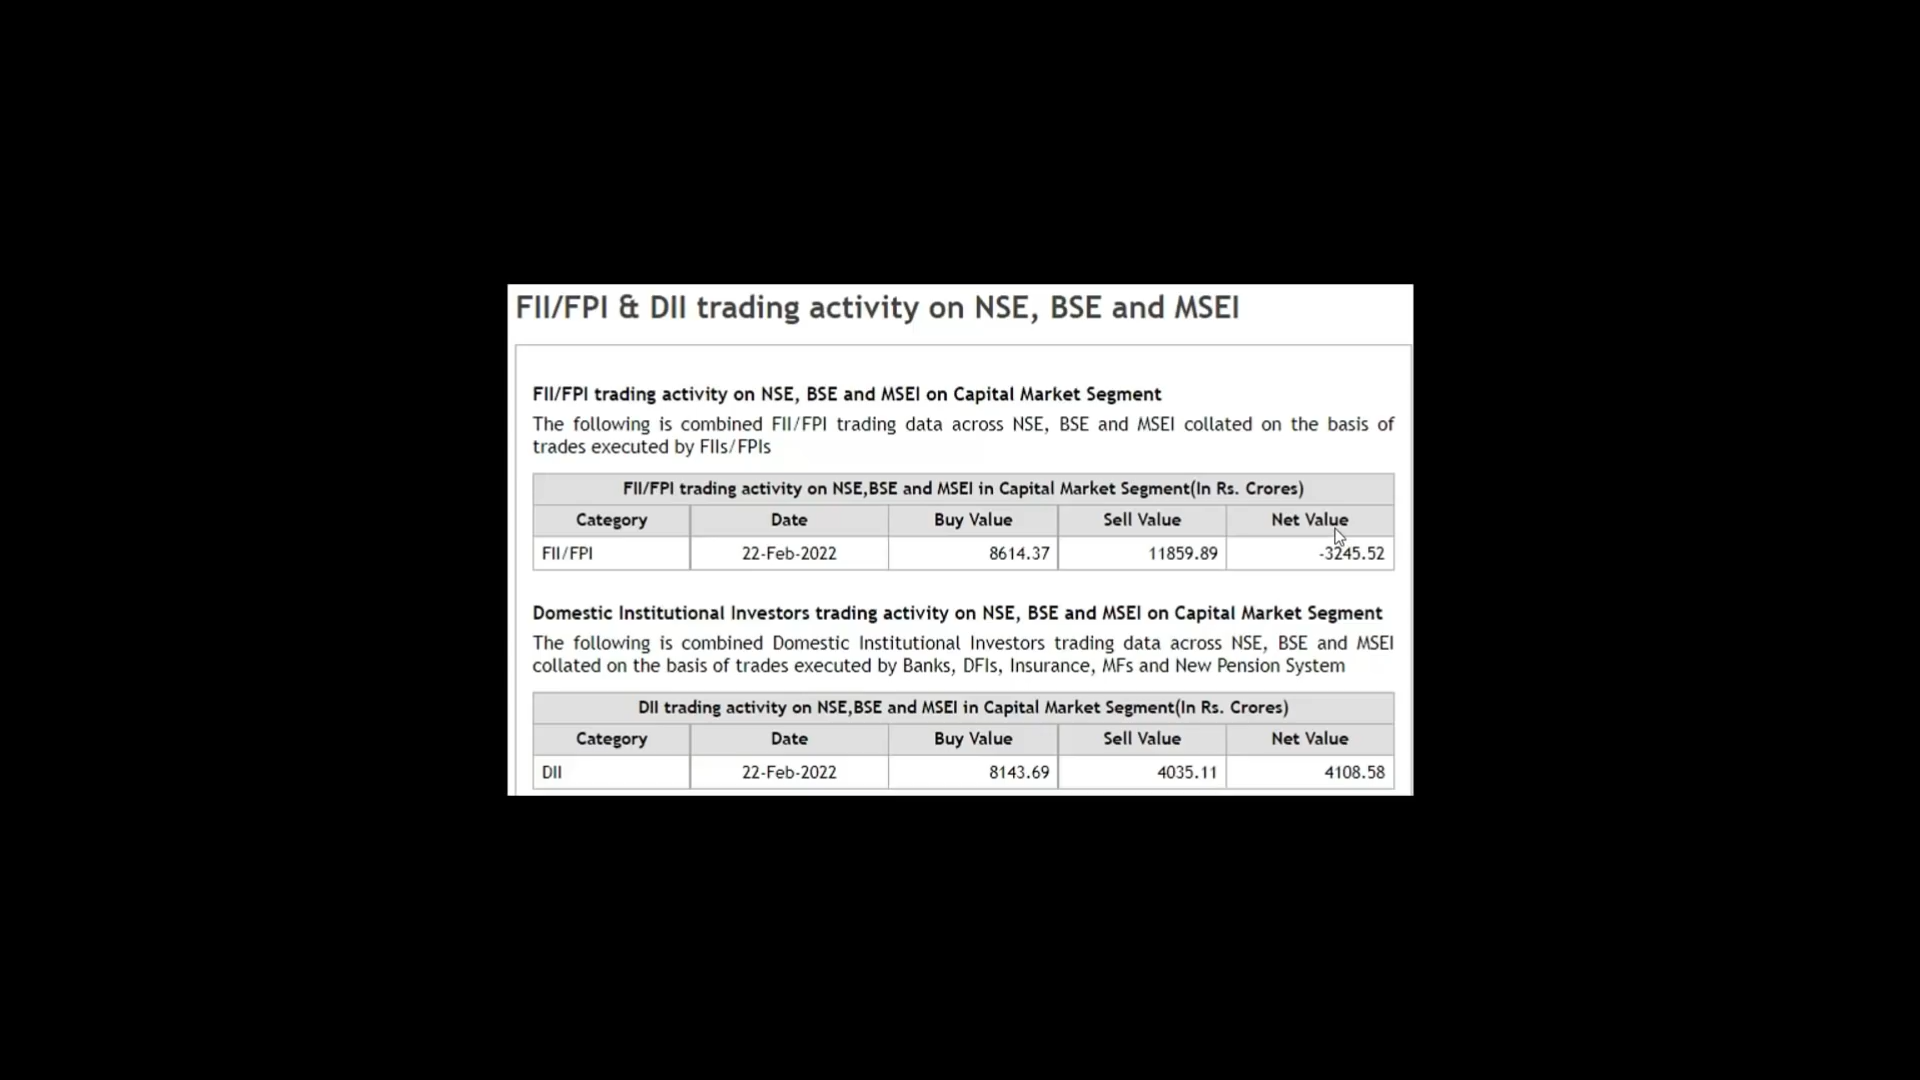 FII/FPI & DII trading activity on NSE, BSE and MSEI
FII/FPI trading activity on NSE, BSE and MSEI on Capital Market Segment
The following is combined FII/FPI trading data across NSE, BSE and MSEI collated on the basis of
trades executed by FIIs/FPIs
FII/FPI trading activity on NSE,BSE and MSEI in Capital Market Segment(In Rs. Crores)
Category Date Buy Value Sell Value Net Value
FII/FPI 22-Feb-2022 8614.37 11859.89 -3245.52
Domestic Institutional Investors trading activity on NSE, BSE and MSEI on Capital Market Segment
The following is combined Domestic Institutional Investors trading data across NSE, BSE and MSEI
collated on the basis of trades executed by Banks, DFIs, Insurance, MFs and New Pension System
DII trading activity on NSE,BSE and MSEI in Capital Market Segment(In Rs. Crores)
Category Date Buy Value Sell Value Net Value
DII 22-Feb-2022 8143.69 4035.11 4108.58